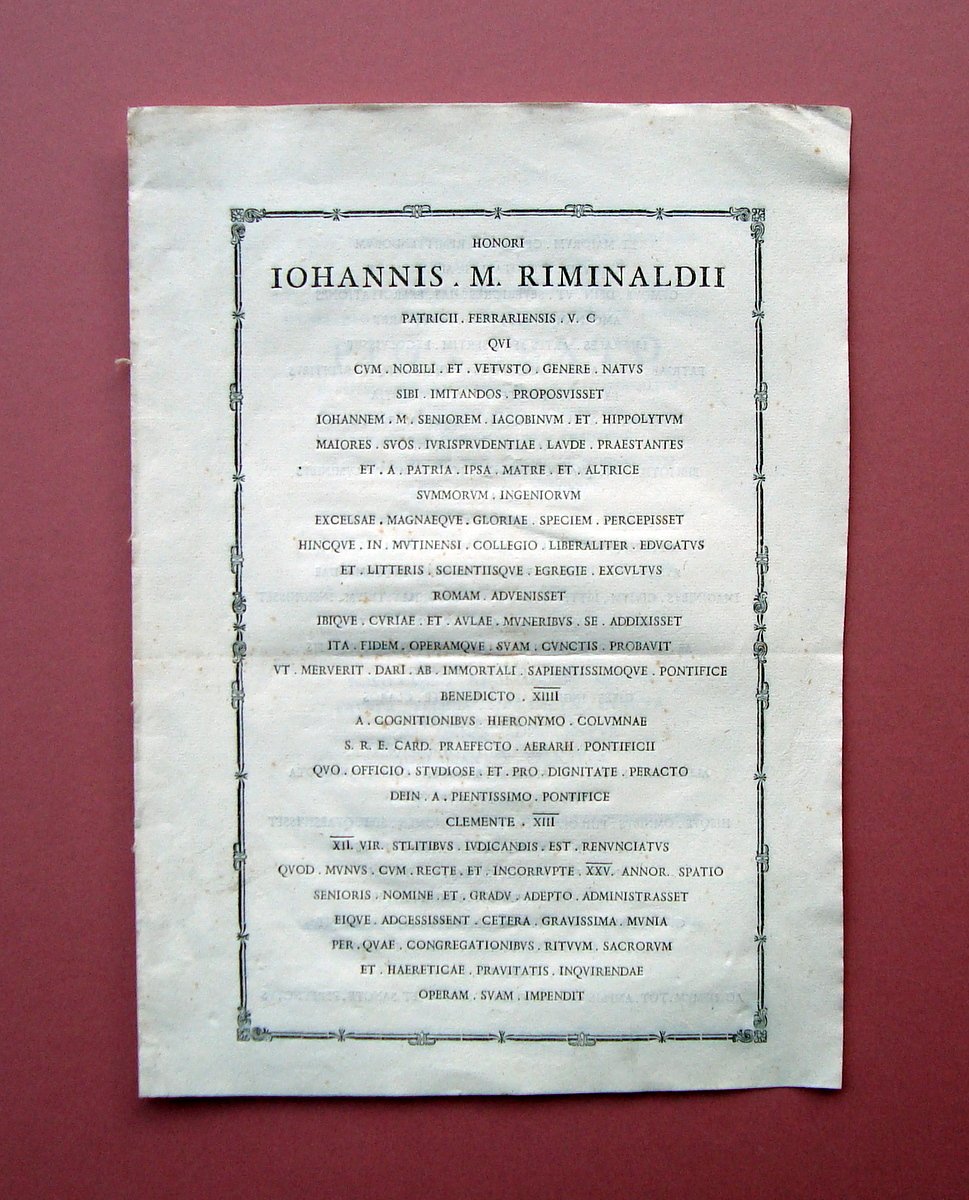 HONORI
IOHANNIS . M. RIMINALDII
PATRICII . FERRARIENSIS . V. C
QVI
CVM . NOBILI . ET . VETVSTO . GENERE . NATVS
SIBI . IMITANDOS . PROPOSVISSET
IOHANNEM . M . SENIOREM . IACOBINVM . ET . HIPPOLYTVM
MAIORES . SVOS . IVRISPRVDENTIAE . LAVDE . PRAESTANTES
ET . A . PATRIA . IPSA . MATRE . ET . ALTRICE
SVMMORVM . INGENIORVM
EXCELSAE . MAGNAEQVE . GLORIAE . SPECIEM . PERCEPISSET
HINCQVE . IN . MVTINENSI . COLLEGIO . LIBERALITER . EDVCATVS
ET . LITTERIS . SCIENTIISQVE . EGREGIE . EXCVLTVS
ROMAM . ADVENISSET
IBIQVE . CVRIAE . ET . AVLAE . MVNERIBVS . SE . ADDIXISSET
ITA . FIDEM . OPERAMQVE . SVAM . CVNCTIS . PROBAVIT
VT . MERVERIT . DARI . AB . IMMORTALI . SAPIENTISSIMOQVE . PONTIFICE
BENEDICTO . XIIII
A . COGNITIONIBVS . HIERONYMO . COLVMNAE
S. R. E. CARD. PRAEFECTO . AERARII . PONTIFICII
QVO . OFFICIO . STVDIOSE . ET . PRO . DIGNITATE . PERACTO
DEIN . A . PIENTISSIMO . PONTIFICE
CLEMENTE . XIII
XII. VIR. STLITIBVS . IVDICANDIS . EST . RENVNCIATVS
QVOD . MVNVS . CVM . RECTE . ET . INCORRVPTE . XXV. ANNOR. SPATIO
SENIORIS . NOMINE . ET . GRADV . ADEPTO . ADMINISTRASSET
EIQVE . ADCESSISSENT . CETERA . GRAVISSIMA . MVNIA
PER . QVAE . CONGREGATIONIBVS . RITVVM . SACRORVM
ET . HAERETICAE . PRAVITATIS . INQVIRENDAE
OPERAM . SVAM . IMPENDIT